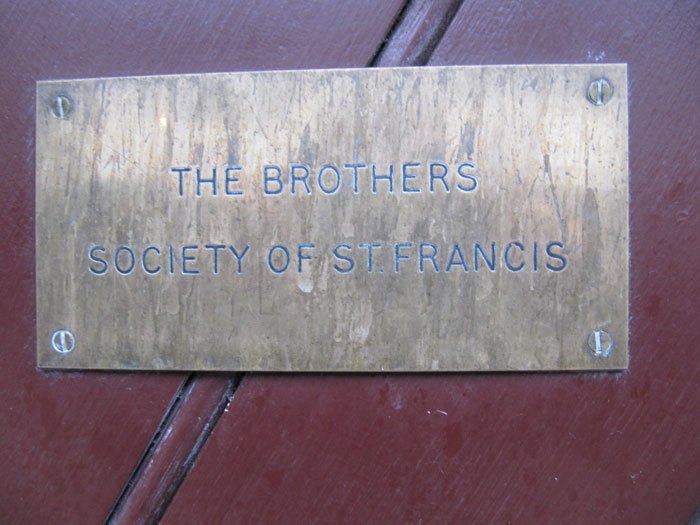 THE BROTHERS
SOCIETY OF ST. FRANCIS